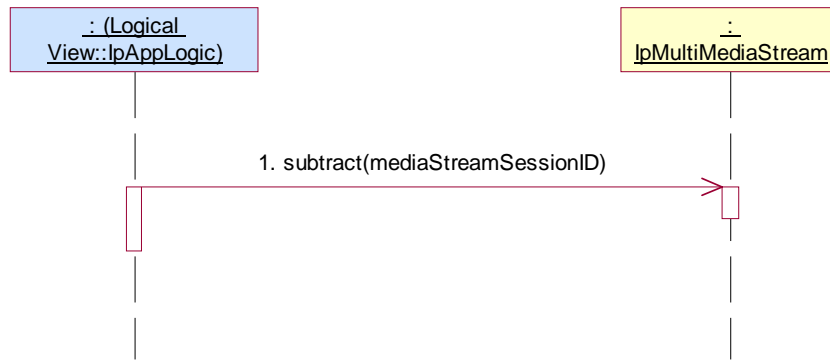 : (Logical
View::IpAppLogic)
:
IpMultiMediaStream
1. subtract(mediaStreamSessionID)